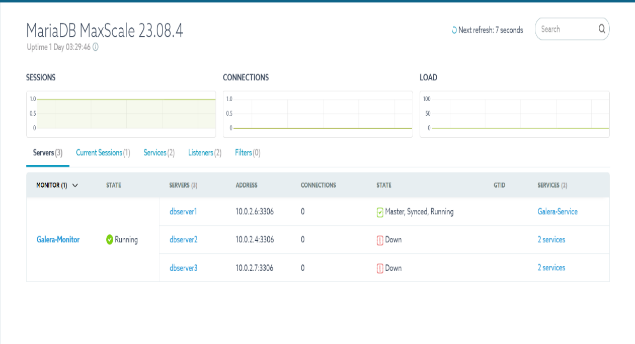 MariaDB MaxScale 23.08.4
Uptime 1 Day 03:29:46
Next refresh: 7 seconds
Search
SESSIONS
1.0
0.5
0
CONNECTIONS
1.0
0.5
0
LOAD
100
50
0
Servers (3) Current Sessions (1) Services (2) Listeners (2) Filters (0)
MONITOR (1) STATE SERVERS (3) ADDRESS CONNECTIONS STATE GTID SERVICES (2)
Galera-Monitor Running dbserver1 10.0.2.6:3306 0 Master, Synced, Running Galera-Service
dbserver2 10.0.2.4:3306 0 Down 2 services
dbserver3 10.0.2.7:3306 0 Down 2 services